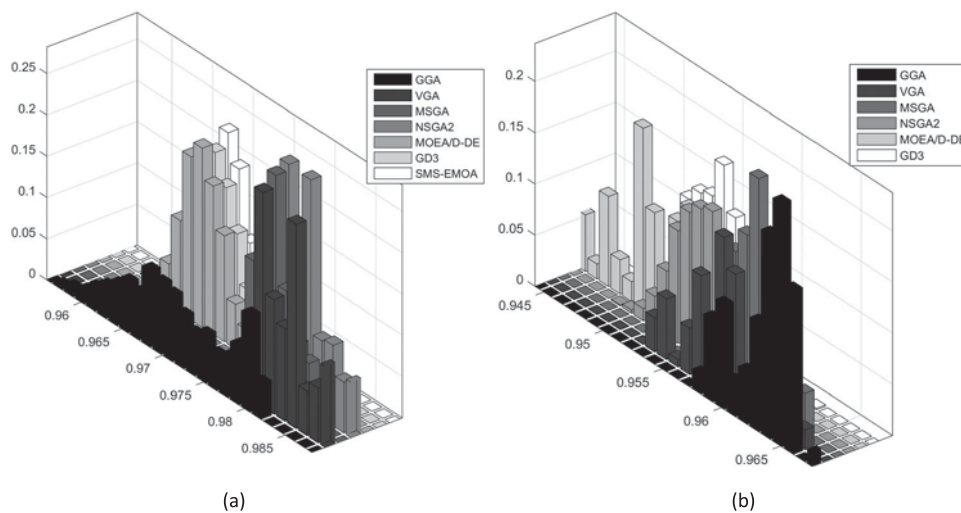 0.25
0.2
0.15
0.1
0.05
0
0.96
0.965
0.97
0.975
0.98
0.985
GGA
VGA
MSGA
NSGA2
MOEA/D-DE
GD3
SMS-EMOA
(a)
0.2
0.15
0.1
0.05
0
0.945
0.95
0.955
0.96
0.965
GGA
VGA
MSGA
NSGA2
MOEA/D-DE
GD3
(b)